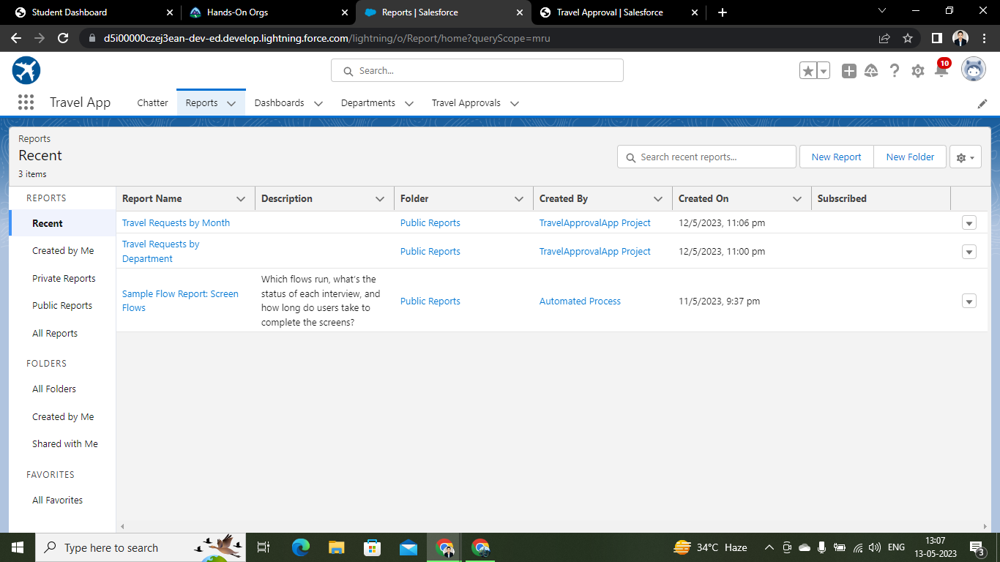 Student Dashboard
Hands-On Orgs
Reports | Salesforce
Travel Approval | Salesforce
d5i00000czej3ean-dev-ed.develop.lightning.force.com/lightning/o/Report/home?queryScope=mru
Search...
10
Travel App
Chatter
Reports
Dashboards
Departments
Travel Approvals
Reports
Recent
3 items
Search recent reports...
New Report
New Folder
REPORTS
Recent
Created by Me
Private Reports
Public Reports
All Reports
FOLDERS
All Folders
Created by Me
Shared with Me
FAVORITES
All Favorites
Report Name Description Folder Created By Created On Subscribed
Travel Requests by Month Public Reports TravelApprovalApp Project 12/5/2023, 11:06 pm
Travel Requests by
Department
Public Reports TravelApprovalApp Project 12/5/2023, 11:00 pm
Sample Flow Report: Screen
Flows
Which flows run, what's the
status of each interview, and
how long do users take to
complete the screens?
Public Reports Automated Process 11/5/2023, 9:37 pm
Type here to search
34°C Haze
ENG
13:07
13-05-2023
3